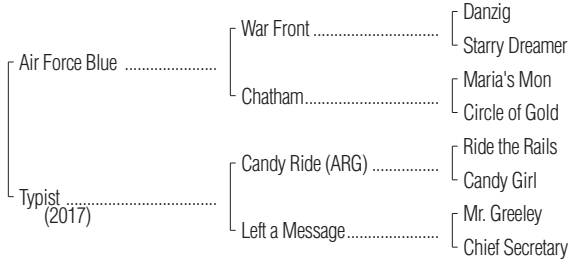 Danzig
War Front ........................................
Starry Dreamer
Air Force Blue ..............................
Maria's Mon
Chatham...........................................
Circle of Gold
Ride the Rails
Candy Ride (ARG) .....................
Candy Girl
Typist ................................................
(2017)
Mr. Greeley
Left a Message.............................
Chief Secretary